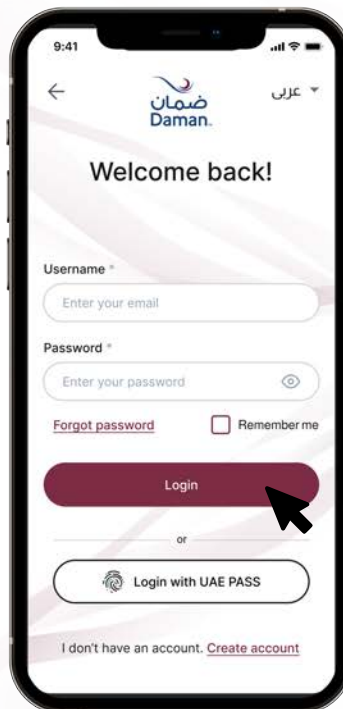 9:41
عربي
ضمان
Daman.
Welcome back!
Username *
Enter your email
Password *
Enter your password
Forgot password
Remember me
Login
or
Login with UAE PASS
I don't have an account. Create account